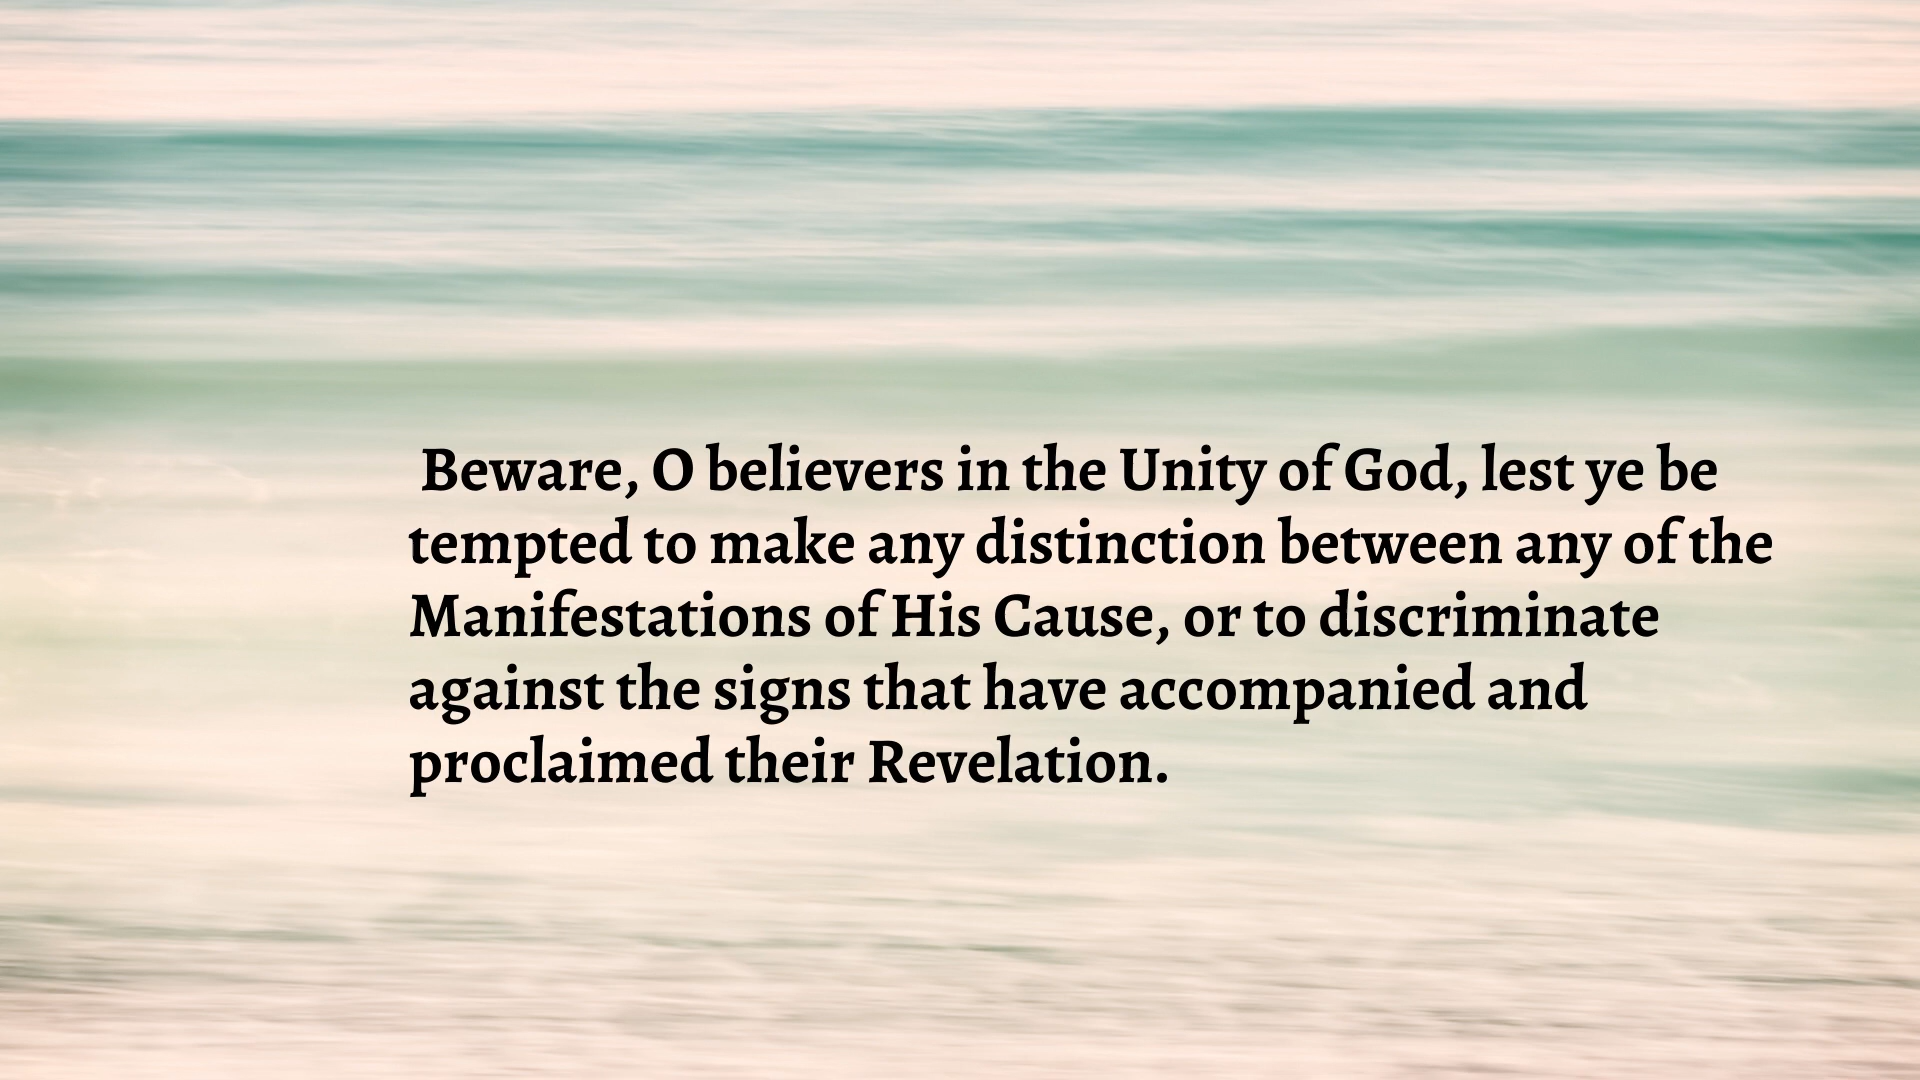 Beware, O believers in the Unity of God, lest ye be
tempted to make any distinction between any of the
Manifestations of His Cause, or to discriminate
against the signs that have accompanied and
proclaimed their Revelation.